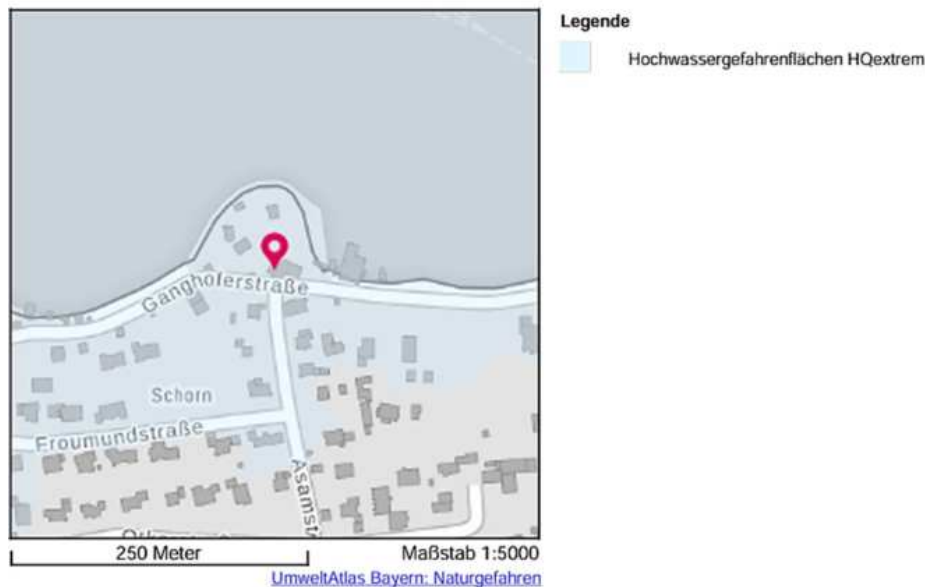 Legende
Hochwassergefahrenflächen HQextrem
Ganghoferstraße
Schorn
Froumundstraße
Asamst
250 Meter
Maßstab 1:5000
UmweltAtlas Bayern: Naturgefahren